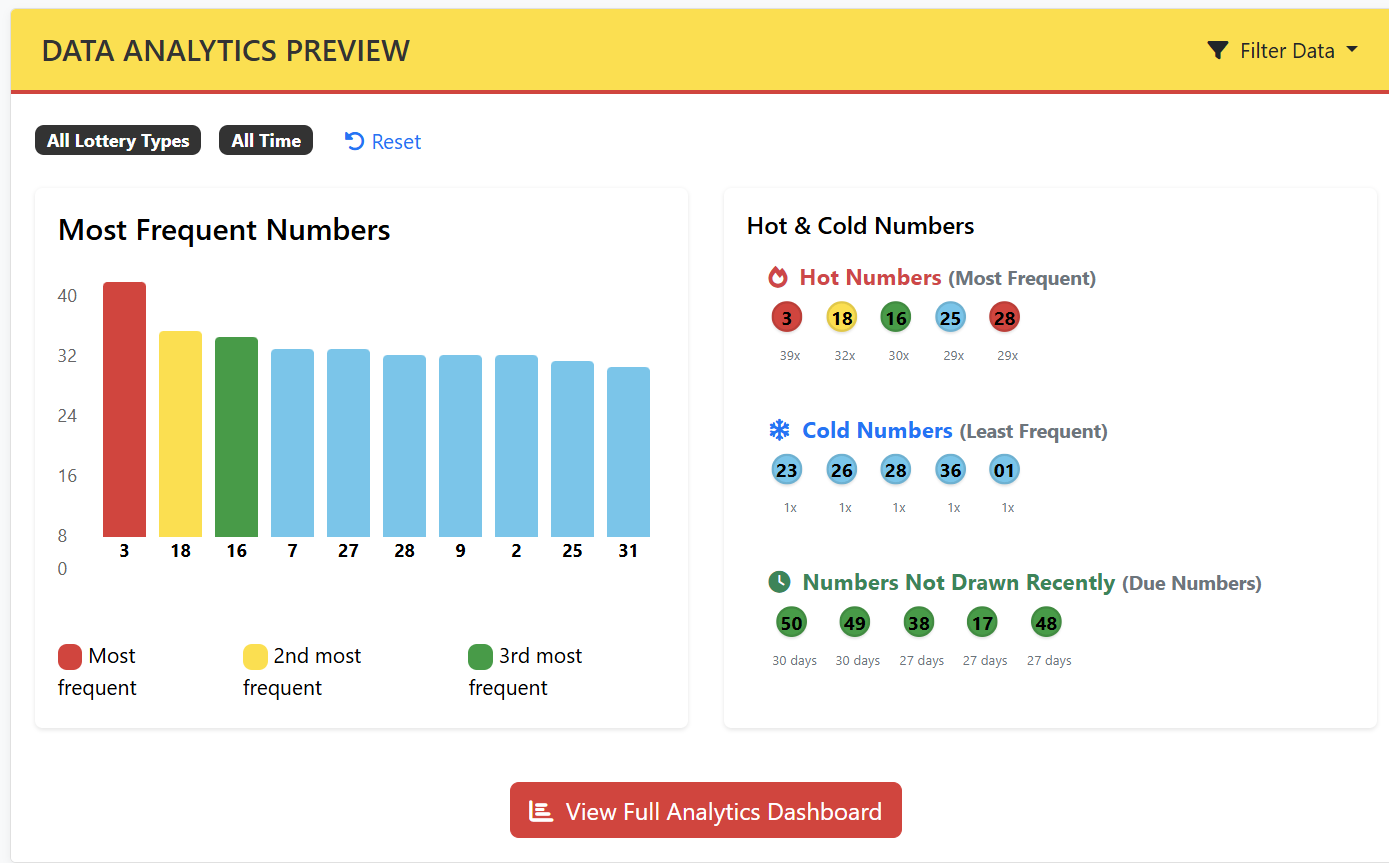 DATA ANALYTICS PREVIEW
Filter Data
All Lottery Types
All Time
Reset
Most Frequent Numbers
40
32
24
16
8
0
3 18 16 7 27 28 9 2 25 31
Most frequent
2nd most frequent
3rd most frequent
Hot & Cold Numbers
Hot Numbers (Most Frequent)
3 18 16 25 28
39x 32x 30x 29x 29x
Cold Numbers (Least Frequent)
23 26 28 36 01
1x 1x 1x 1x 1x
Numbers Not Drawn Recently (Due Numbers)
50 49 38 17 48
30 days 30 days 27 days 27 days 27 days
View Full Analytics Dashboard